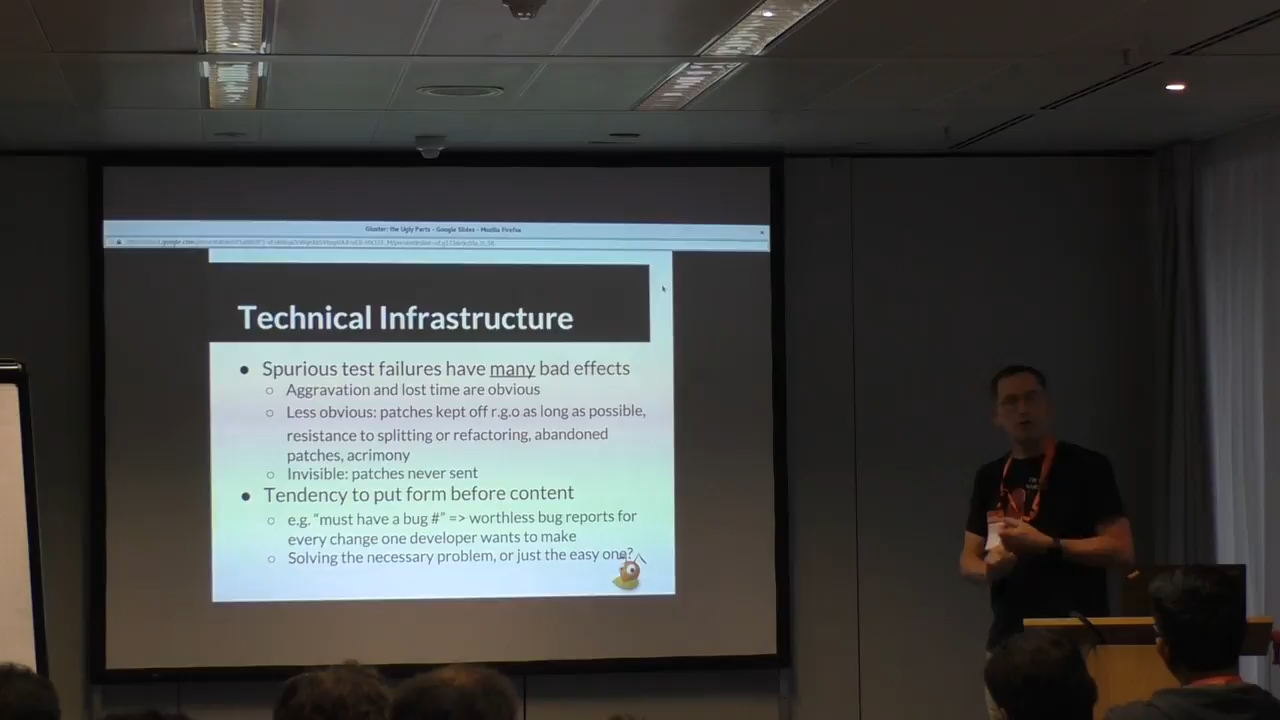 Gluster: the Ugly Parts - Google Slides - Mozilla Firefox
Technical Infrastructure
● Spurious test failures have many bad effects
○ Aggravation and lost time are obvious
○ Less obvious: patches kept off r.g.o as long as possible,
resistance to splitting or refactoring, abandoned
patches, acrimony
○ Invisible: patches never sent
● Tendency to put form before content
○ e.g. “must have a bug #” => worthless bug reports for
every change one developer wants to make
○ Solving the necessary problem, or just the easy one?